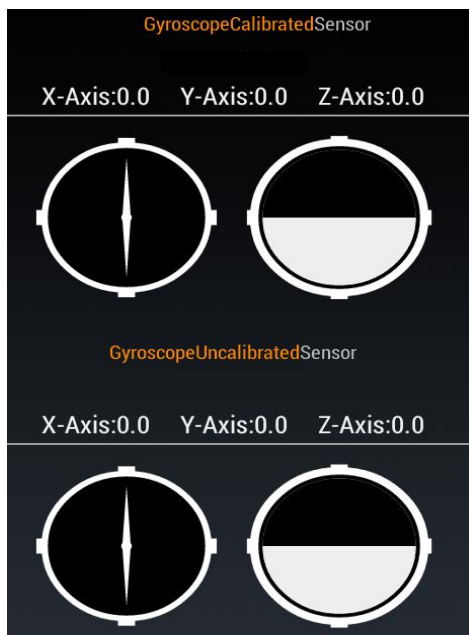 GyroscopeCalibratedSensor
X-Axis:0.0 Y-Axis:0.0 Z-Axis:0.0
GyroscopeUncalibratedSensor
X-Axis:0.0 Y-Axis:0.0 Z-Axis:0.0